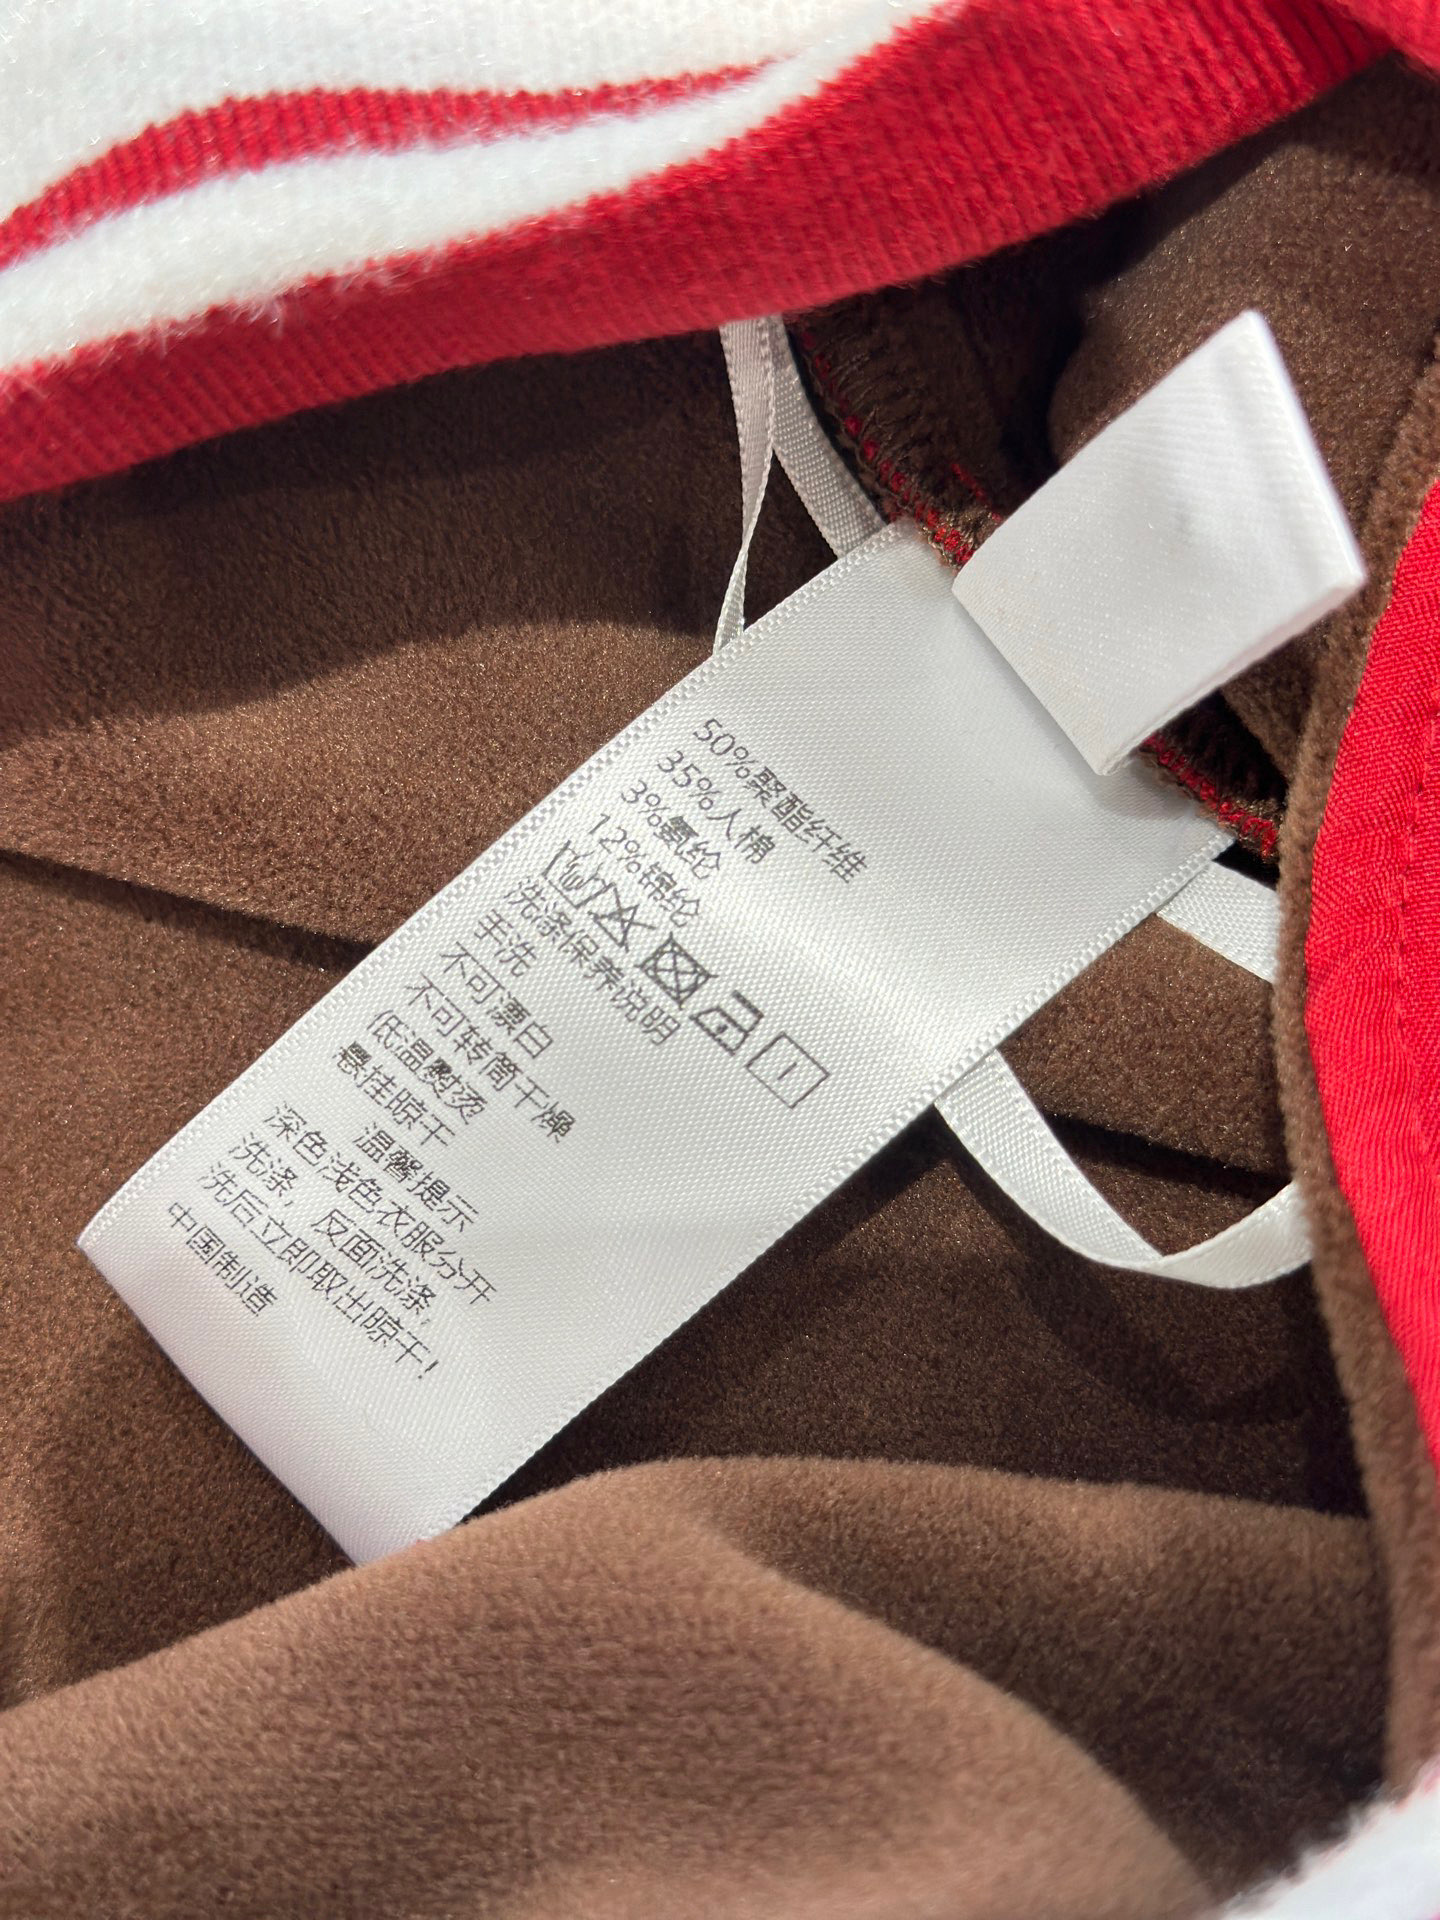 50%聚酯纤维
35%人棉
3%氨纶
12%锦纶
洗涤保养说明
手洗
不可漂白
不可转筒干燥
低温熨烫
悬挂晾干
温馨提示
深色浅色衣服分开
洗涤，反面洗涤，
洗后立即取出晾干！
中国制造